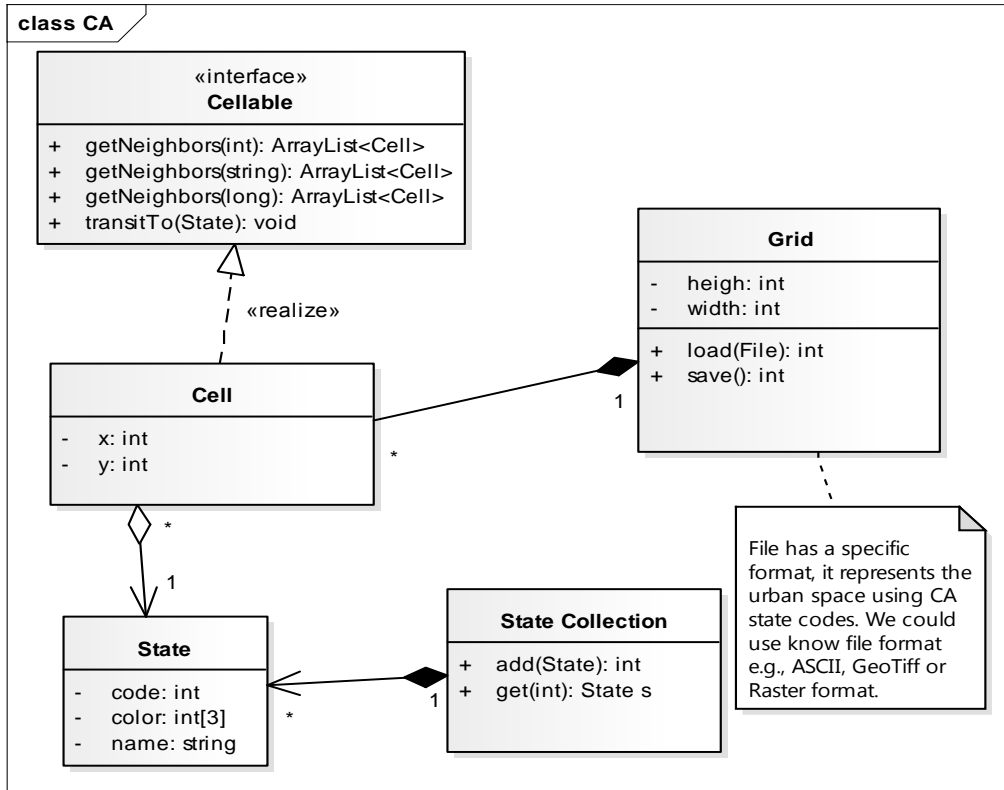 class CA
«interface»
Cellable
+ getNeighbors(int): ArrayList<Cell>
+ getNeighbors(string): ArrayList<Cell>
+ getNeighbors(long): ArrayList<Cell>
+ transitTo(State): void
«realize»
Grid
- heigh: int
- width: int
+ load(File): int
+ save(): int
1
Cell
- x: int
- y: int
*
*
1
File has a specific
format, it represents the
urban space using CA
state codes. We could
use know file format
e.g., ASCII, GeoTiff or
Raster format.
State
- code: int
- color: int[3]
- name: string
*
1
State Collection
+ add(State): int
+ get(int): State s